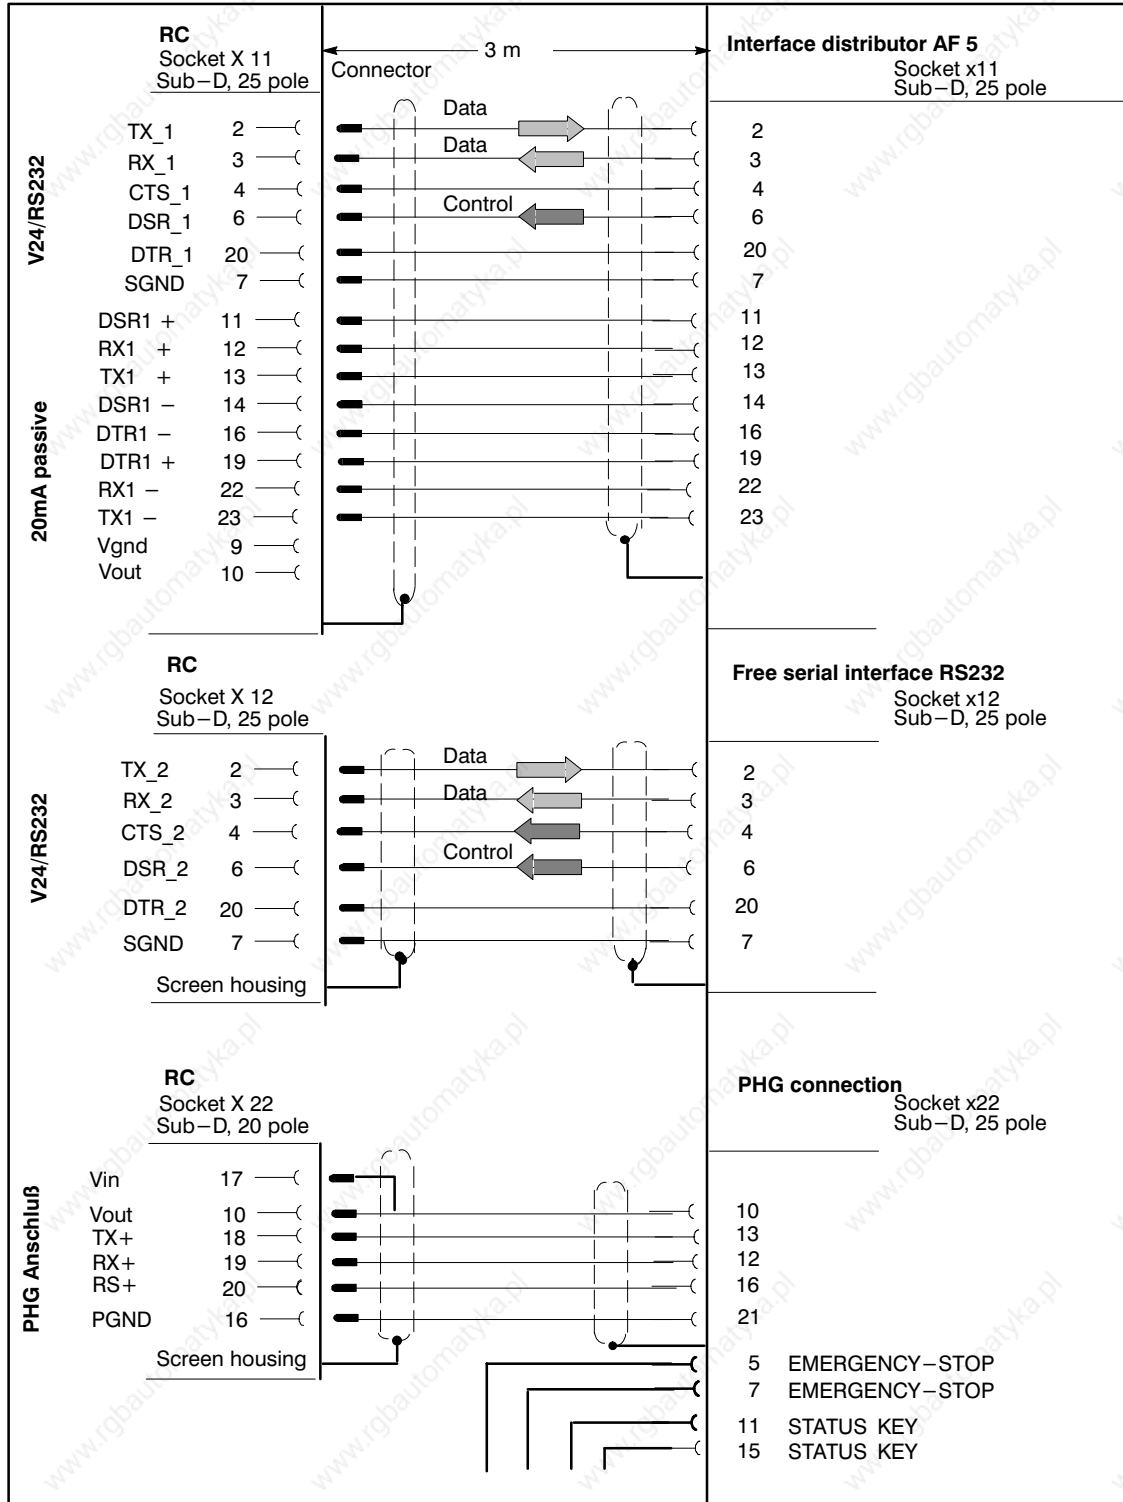 RC
Socket X 11
Sub−D, 25 pole
3 m
Connector
Interface distributor AF 5
Socket x11
Sub−D, 25 pole
V24/RS232
TX_1 2 Data 2
RX_1 3 Data 3
CTS_1 4 4
DSR_1 6 Control 6
DTR_1 20 20
SGND 7 7
20mA passive
DSR1 + 11 11
RX1 + 12 12
TX1 + 13 13
DSR1 − 14 14
DTR1 − 16 16
DTR1 + 19 19
RX1 − 22 22
TX1 − 23 23
Vgnd 9
Vout 10
RC
Socket X 12
Sub−D, 25 pole
Free serial interface RS232
Socket x12
Sub−D, 25 pole
V24/RS232
TX_2 2 Data 2
RX_2 3 Data 3
CTS_2 4 4
DSR_2 6 Control 6
DTR_2 20 20
SGND 7 7
Screen housing
RC
Socket X 22
Sub−D, 20 pole
PHG connection
Socket x22
Sub−D, 25 pole
PHG Anschluß
Vin 17
Vout 10 10
TX+ 18 13
RX+ 19 12
RS+ 20 16
PGND 16 21
Screen housing
5 EMERGENCY−STOP
7 EMERGENCY−STOP
11 STATUS KEY
15 STATUS KEY
www.rgbautomatyka.pl